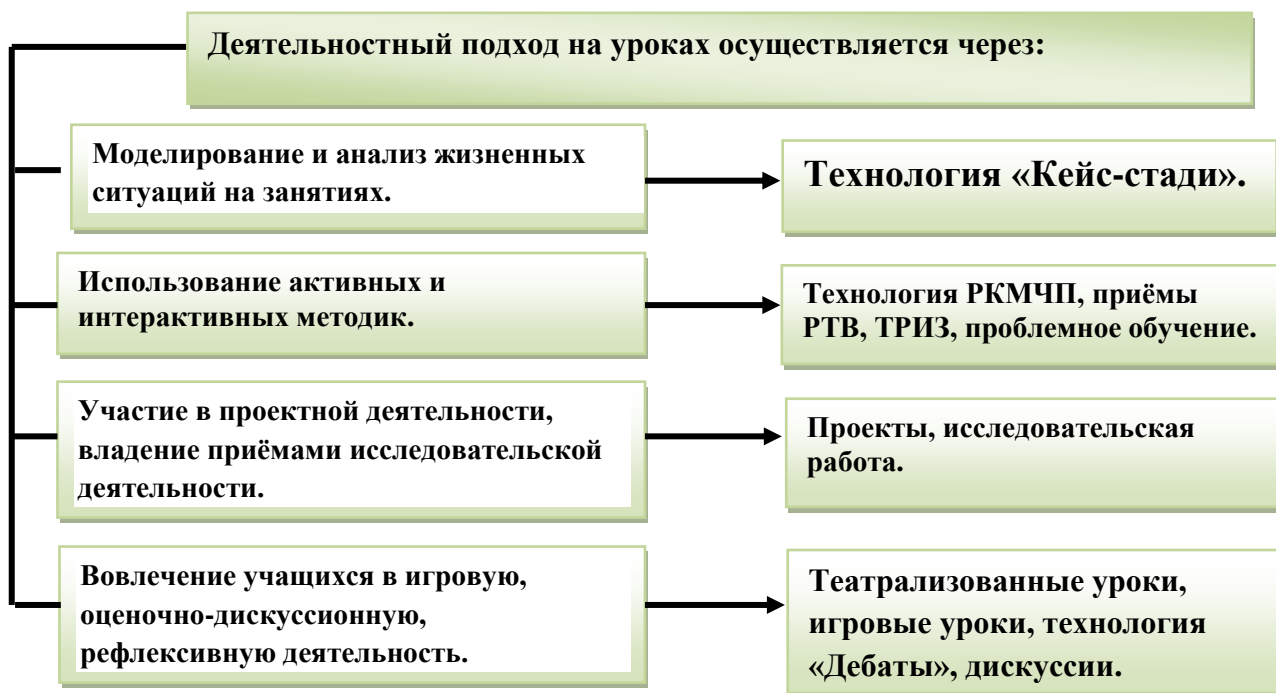 Деятельностный подход на уроках осуществляется через:
Моделирование и анализ жизненных
ситуаций на занятиях.
Технология «Кейс-стади».
Использование активных и
интерактивных методик.
Технология РКМЧП, приёмы
РТВ, ТРИЗ, проблемное обучение.
Участие в проектной деятельности,
владение приёмами исследовательской
деятельности.
Проекты, исследовательская
работа.
Вовлечение учащихся в игровую,
оценочно-дискуссионную,
рефлексивную деятельность.
Театрализованные уроки,
игровые уроки, технология
«Дебаты», дискуссии.